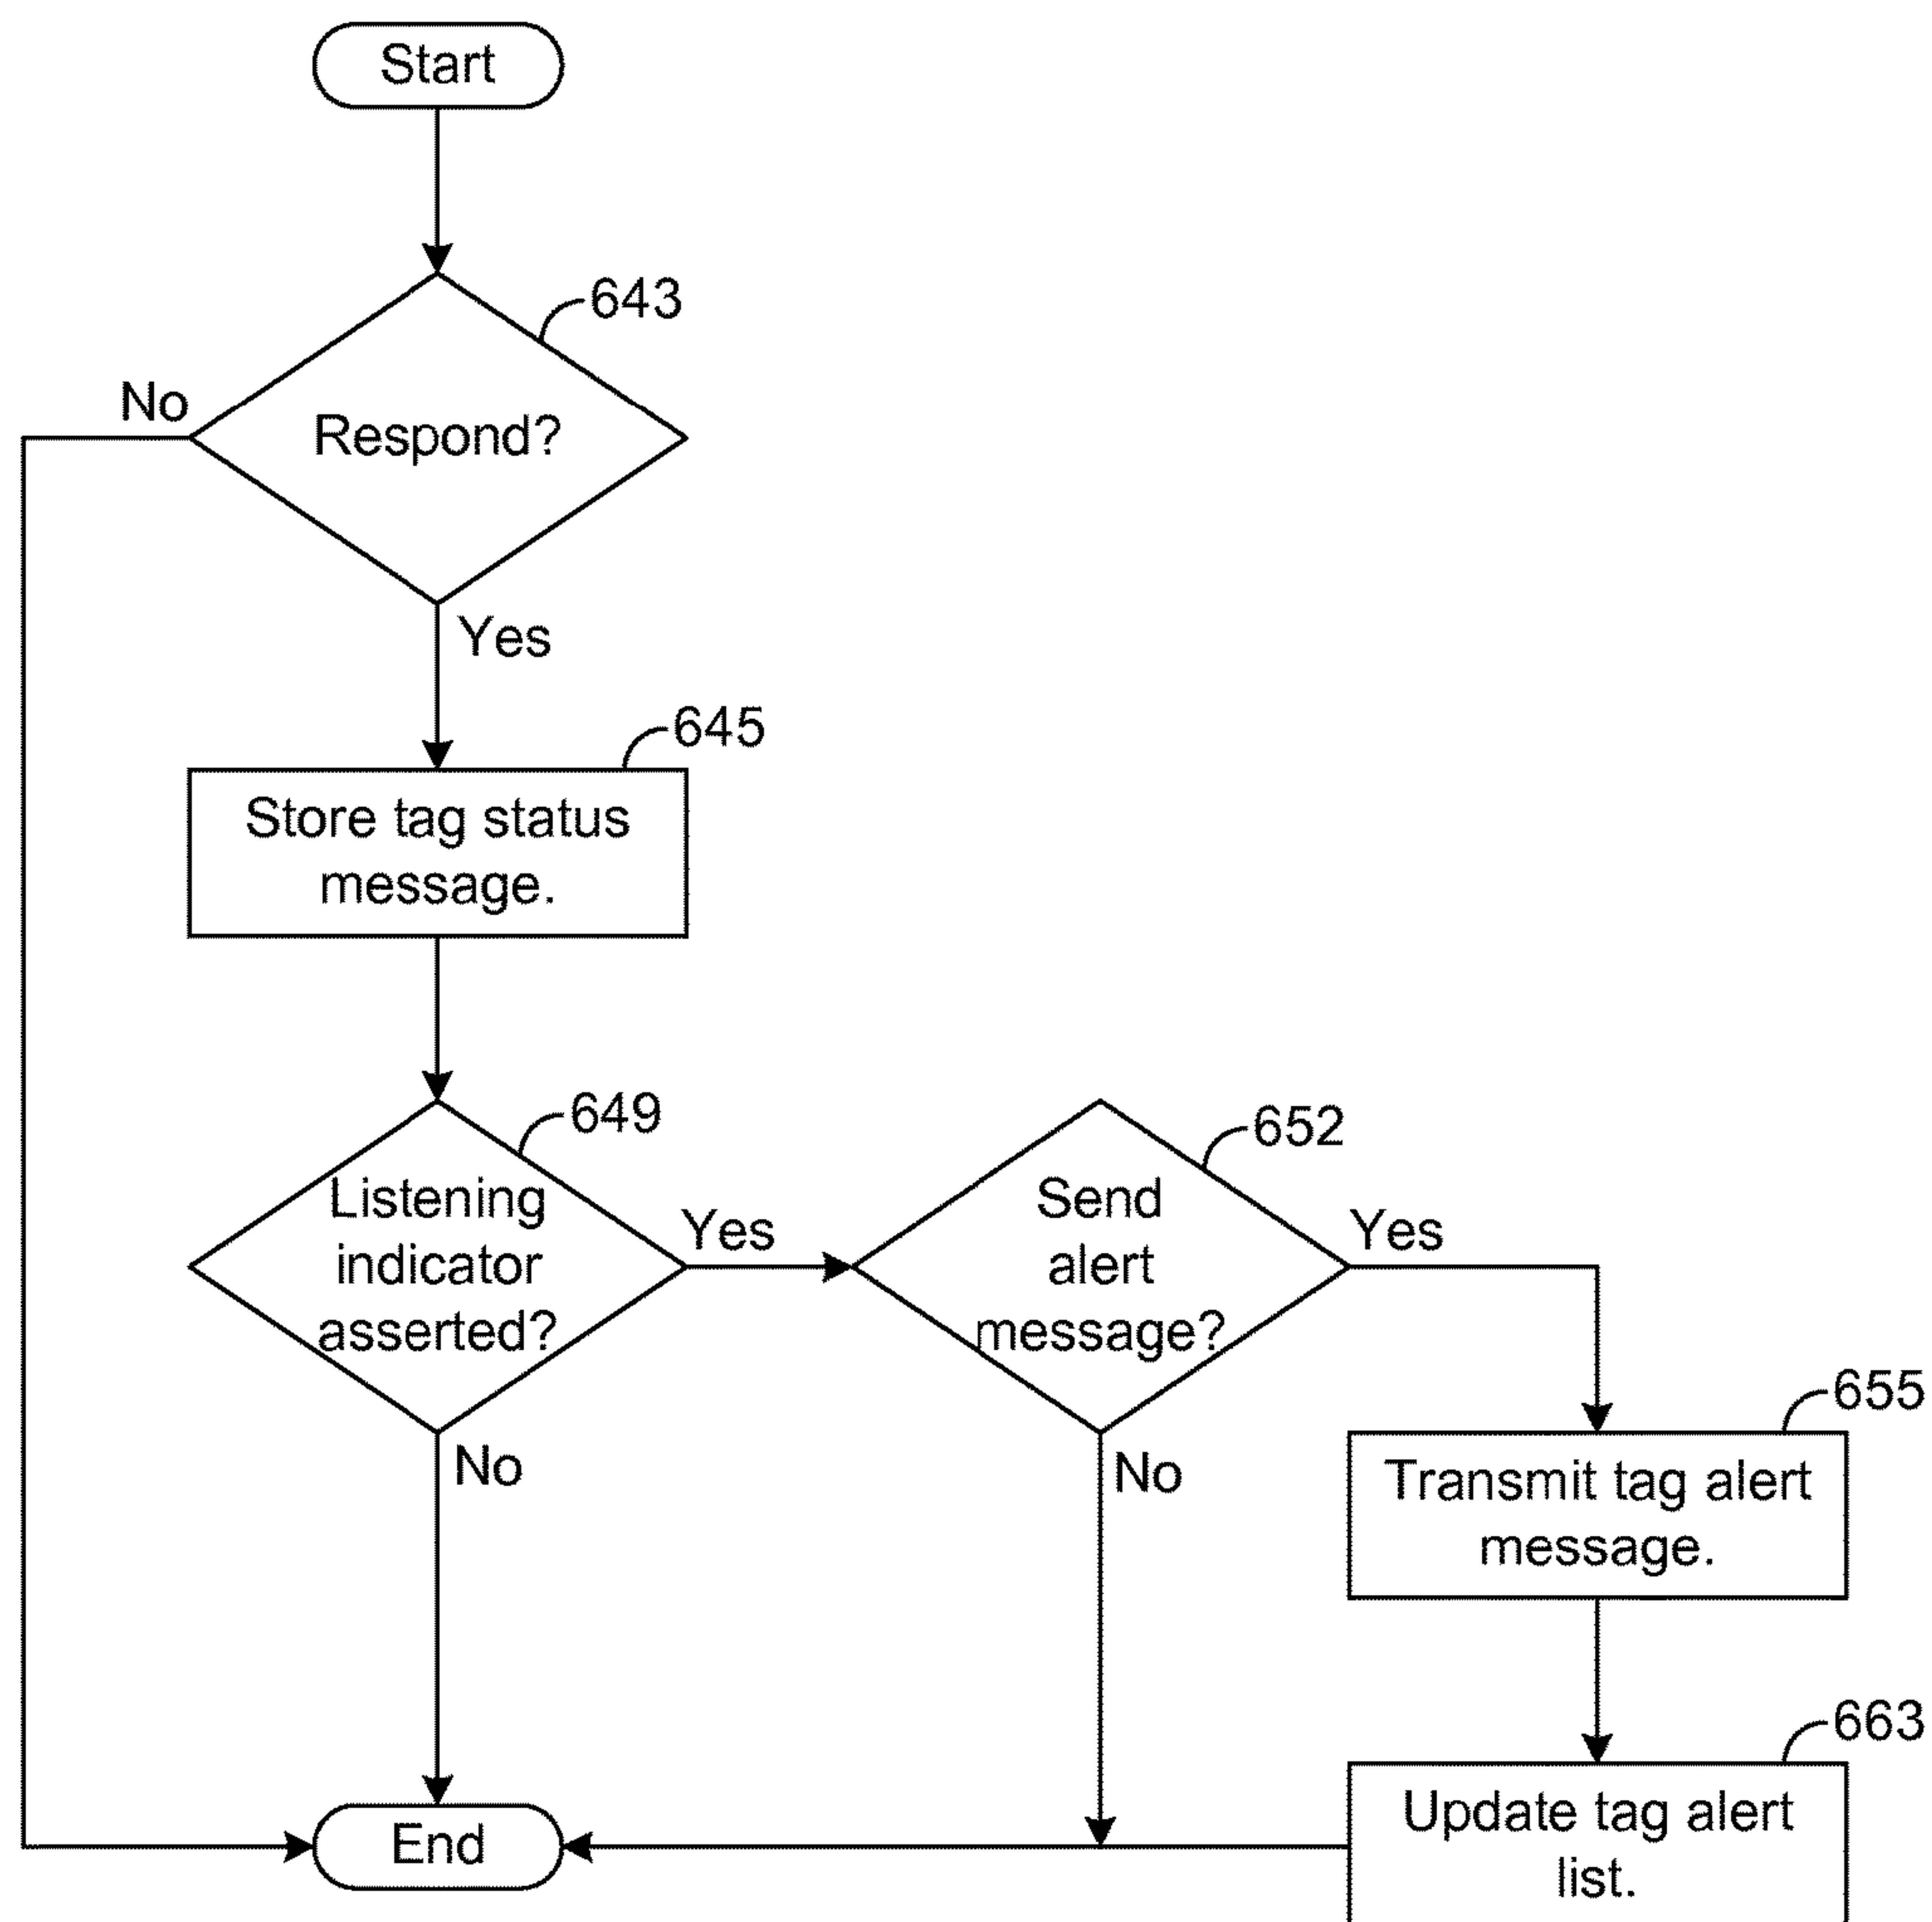 Start
643
No
Respond?
Yes
645
Store tag status
message.
649
Listening
indicator
asserted?
Yes
No
652
Send
alert
message?
Yes
No
655
Transmit tag alert
message.
663
Update tag alert
list.
End